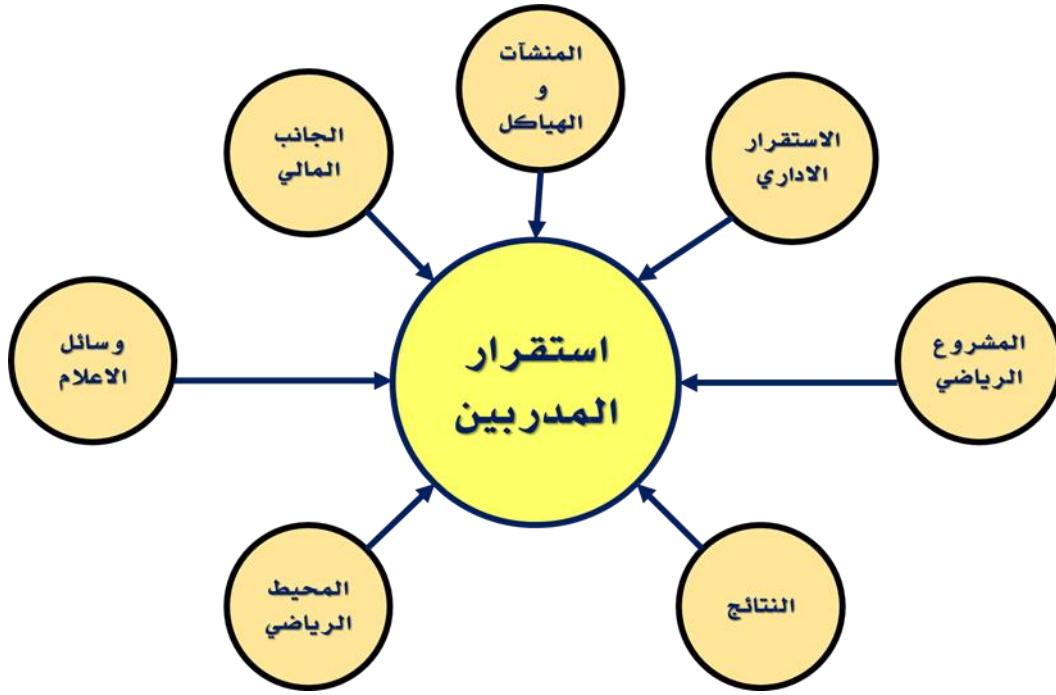 المنشآت
و
الهياكل
الاستقرار
الاداري
الجانب
المالي
المشروع
الرياضي
وسائل
الاعلام
استقرار
المدربين
النتائج
المحيط
الرياضي